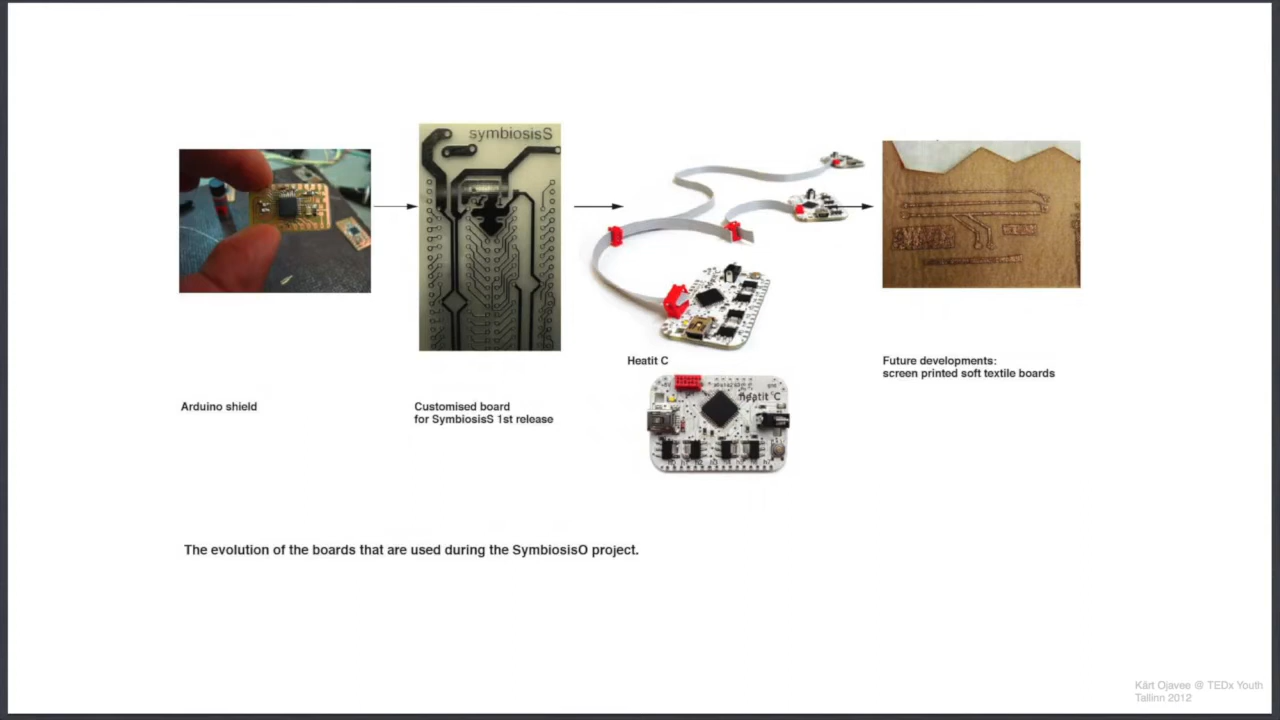 symbiosisS
Heatit C
Future developments:
screen printed soft textile boards
heatit C
Arduino shield
Customised board
for SymbiosisS 1st release
The evolution of the boards that are used during the SymbiosisO project.
Kärt Ojavee @ TEDx Youth
Tallinn 2012